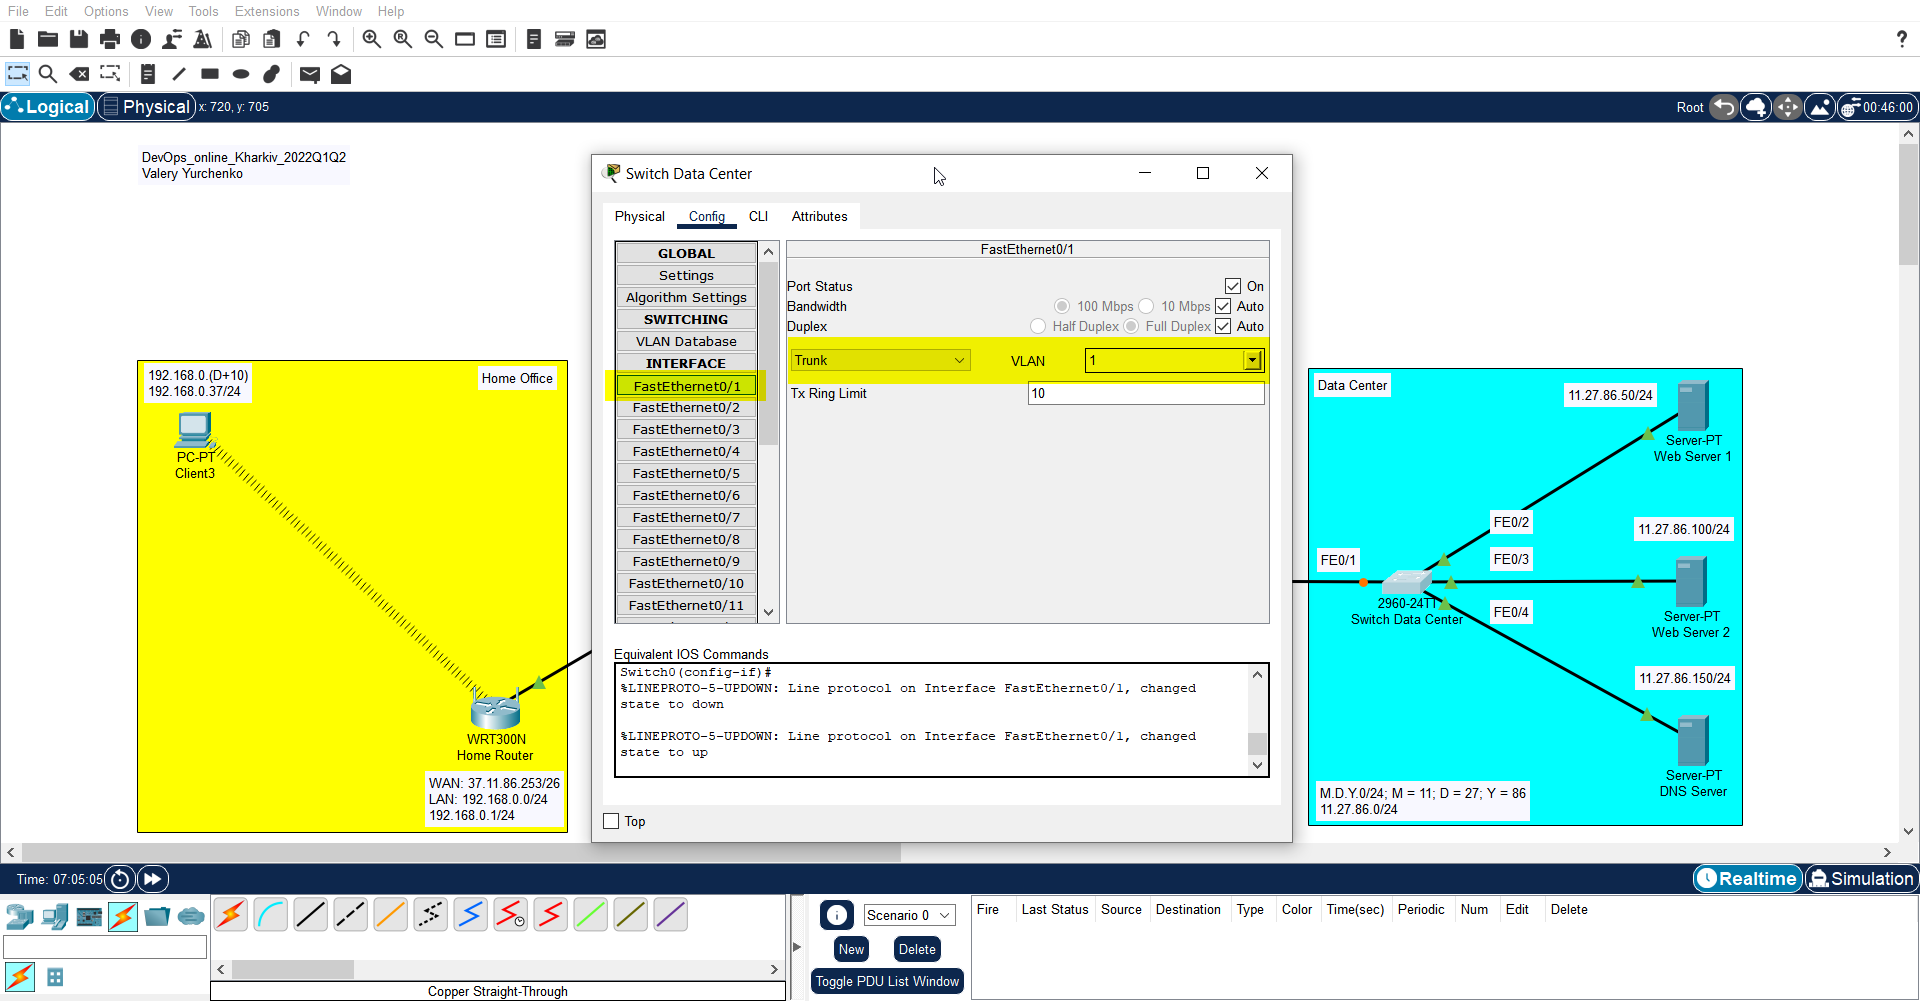 File Edit Options View Tools Extensions Window Help
?
Logical Physical x: 720, y: 705 Root 00:46:00
DevOps_online_Kharkiv_2022Q1Q2
Valery Yurchenko
192.168.0.(D+10)
192.168.0.37/24
Home Office
PC-PT
Client3
WRT300N
Home Router
WAN: 37.11.86.253/26
LAN: 192.168.0.0/24
192.168.0.1/24
Switch Data Center
Physical Config CLI Attributes
GLOBAL
Settings
Algorithm Settings
SWITCHING
VLAN Database
INTERFACE
FastEthernet0/1
FastEthernet0/2
FastEthernet0/3
FastEthernet0/4
FastEthernet0/5
FastEthernet0/6
FastEthernet0/7
FastEthernet0/8
FastEthernet0/9
FastEthernet0/10
FastEthernet0/11
FastEthernet0/1
Port Status On
Bandwidth 100 Mbps 10 Mbps Auto
Duplex Half Duplex Full Duplex Auto
Trunk VLAN 1
Tx Ring Limit 10
Equivalent IOS Commands
Switch0(config-if)#
%LINEPROTO-5-UPDOWN: Line protocol on Interface FastEthernet0/1, changed
state to down
%LINEPROTO-5-UPDOWN: Line protocol on Interface FastEthernet0/1, changed
state to up
Top
Data Center
11.27.86.50/24
Server-PT
Web Server 1
FE0/2
11.27.86.100/24
FE0/1
FE0/3
2960-24TT
Switch Data Center
FE0/4
Server-PT
Web Server 2
11.27.86.150/24
Server-PT
DNS Server
M.D.Y.0/24; M = 11; D = 27; Y = 86
11.27.86.0/24
Time: 07:05:05
Realtime Simulation
Scenario 0
New Delete
Toggle PDU List Window
Fire Last Status Source Destination Type Color Time(sec) Periodic Num Edit Delete
Copper Straight-Through